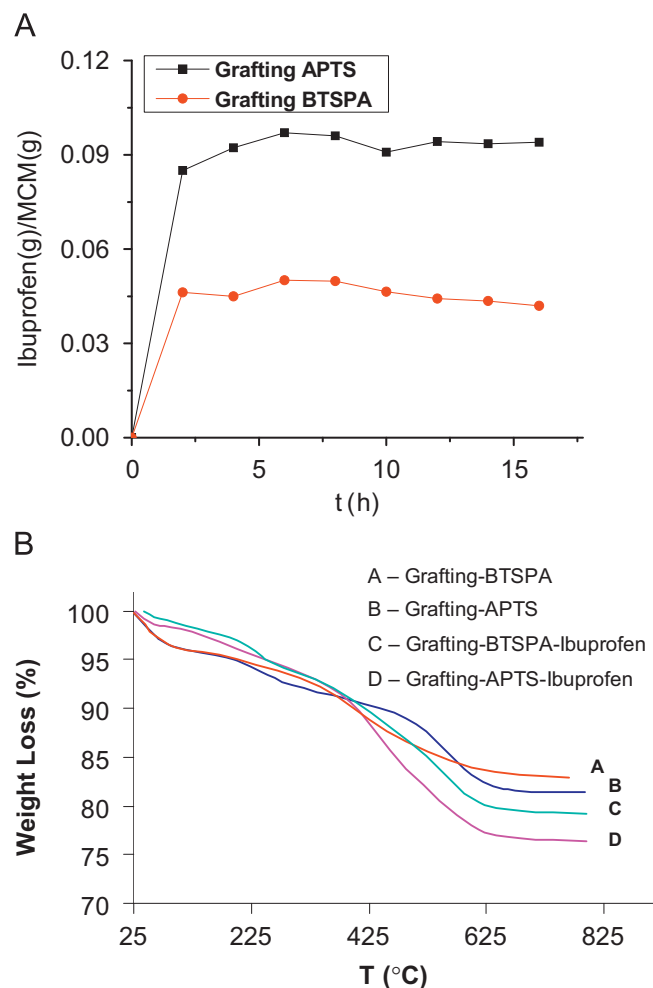 A
0.12
0.09
0.06
0.03
0.00
Ibuprofen(g)/MCM(g)
Grafting APTS
Grafting BTSPA
0 5 10 15
t (h)
B
A – Grafting-BTSPA
B – Grafting-APTS
C – Grafting-BTSPA-Ibuprofen
D – Grafting-APTS-Ibuprofen
100
95
90
85
80
75
70
Weight Loss (%)
A
B
C
D
25 225 425 625 825
T (°C)